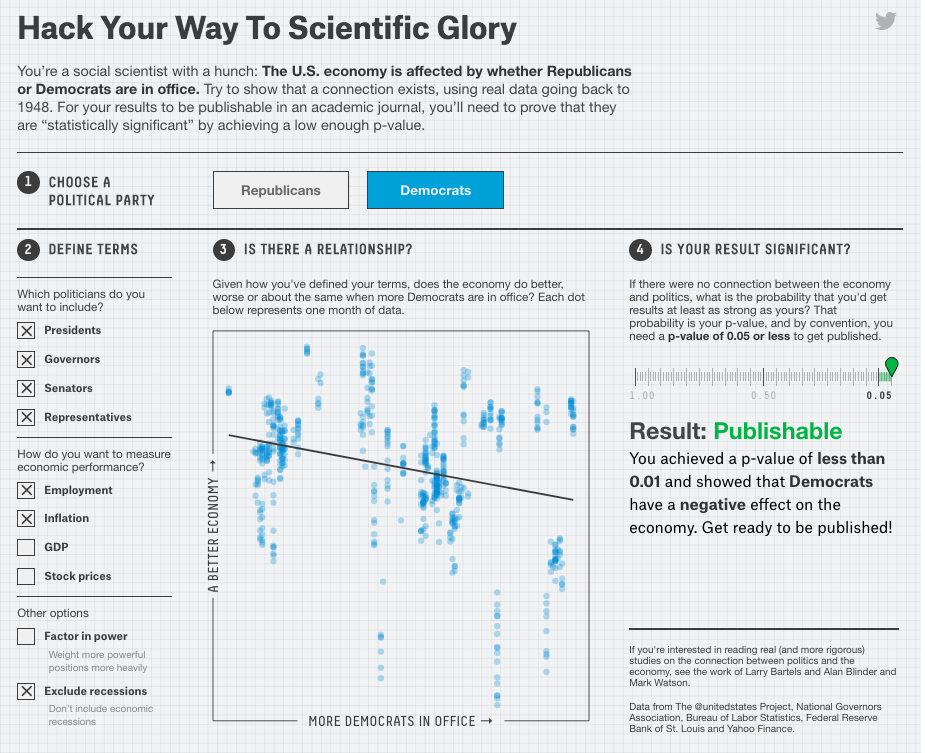 Hack Your Way To Scientific Glory
You're a social scientist with a hunch: The U.S. economy is affected by whether Republicans
or Democrats are in office. Try to show that a connection exists, using real data going back to
1948. For your results to be publishable in an academic journal, you'll need to prove that they
are “statistically significant” by achieving a low enough p-value.
1 CHOOSE A
POLITICAL PARTY
Republicans
Democrats
2 DEFINE TERMS
Which politicians do you
want to include?
Presidents
Governors
Senators
Representatives
How do you want to measure
economic performance?
Employment
Inflation
GDP
Stock prices
Other options
Factor in power
Weight more powerful
positions more heavily
Exclude recessions
Don't include economic
recessions
3 IS THERE A RELATIONSHIP?
Given how you've defined your terms, does the economy do better,
worse or about the same when more Democrats are in office? Each dot
below represents one month of data.
A BETTER ECONOMY →
MORE DEMOCRATS IN OFFICE →
4 IS YOUR RESULT SIGNIFICANT?
If there were no connection between the economy
and politics, what is the probability that you'd get
results at least as strong as yours? That
probability is your p-value, and by convention, you
need a p-value of 0.05 or less to get published.
1.00 0.50 0.05
Result: Publishable
You achieved a p-value of less than
0.01 and showed that Democrats
have a negative effect on the
economy. Get ready to be published!
If you're interested in reading real (and more rigorous)
studies on the connection between politics and the
economy, see the work of Larry Bartels and Alan Blinder and
Mark Watson.
Data from The @unitedstates Project, National Governors
Association, Bureau of Labor Statistics, Federal Reserve
Bank of St. Louis and Yahoo Finance.